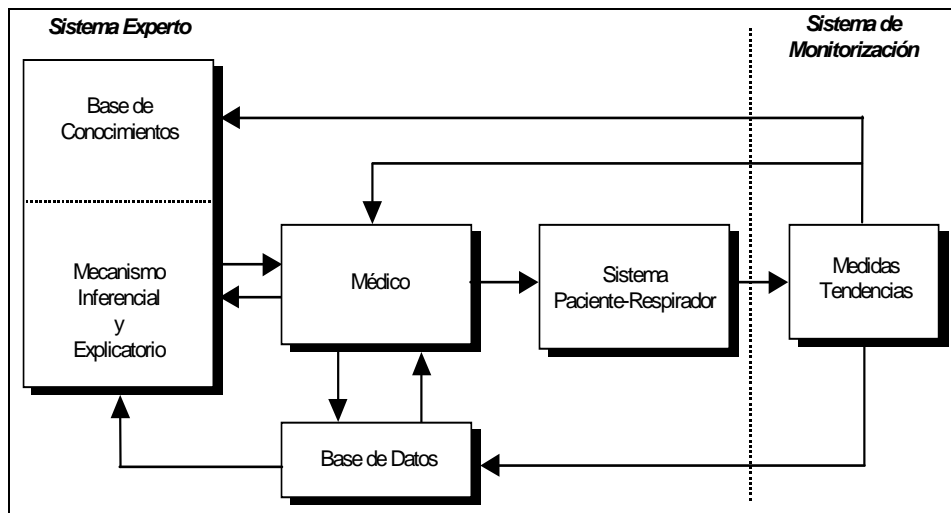 Sistema Experto
Sistema de
Monitorización
Base de
Conocimientos
Mecanismo
Inferencial
y
Explicatorio
Médico
Sistema
Paciente-Respirador
Medidas
Tendencias
Base de Datos